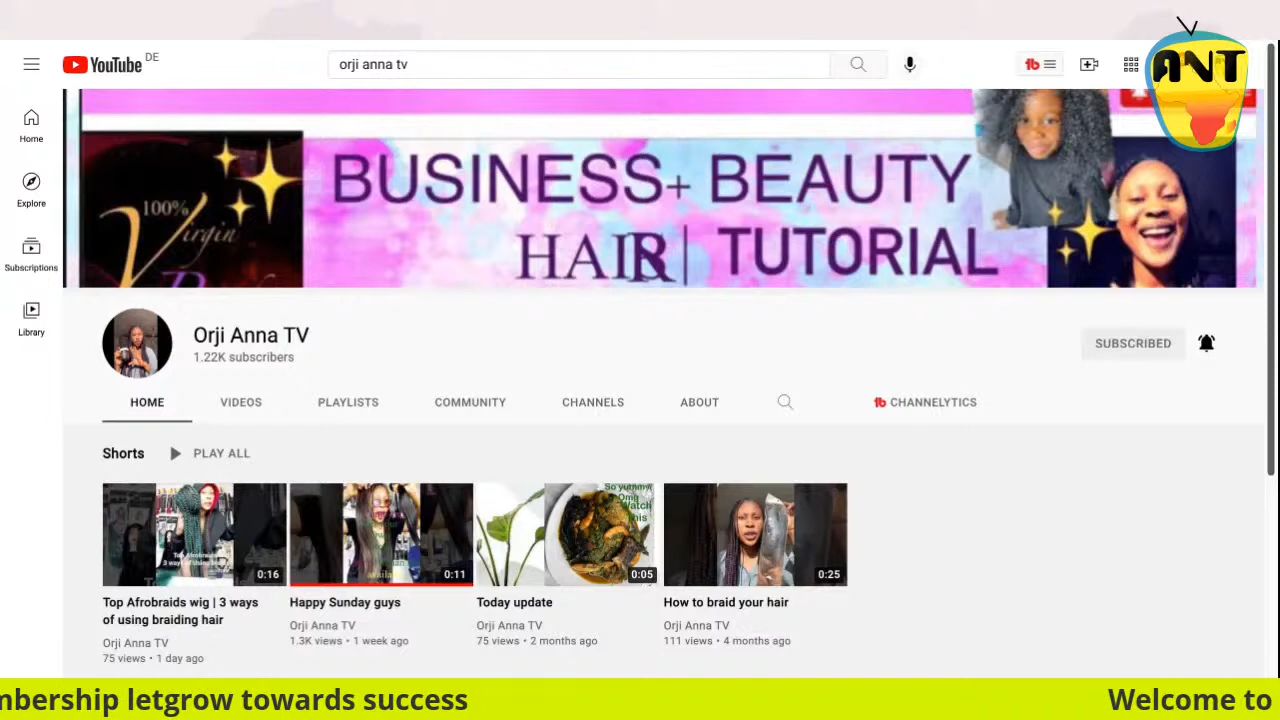 YouTube DE
orji anna tv
ANT
Home
Explore
Subscriptions
Library
100%
Virgin
BUSINESS+ BEAUTY
HAIR | TUTORIAL
Orji Anna TV
1.22K subscribers
SUBSCRIBED
HOME VIDEOS PLAYLISTS COMMUNITY CHANNELS ABOUT CHANNELYTICS
Shorts PLAY ALL
So yummy
Omg
Watch
this
0:16 0:11 0:05 0:25
Top Afrobraids wig | 3 ways
of using braiding hair
Orji Anna TV
75 views • 1 day ago
Happy Sunday guys
Orji Anna TV
1.3K views • 1 week ago
Today update
Orji Anna TV
75 views • 2 months ago
How to braid your hair
Orji Anna TV
111 views • 4 months ago
mbership letgrow towards success Welcome to